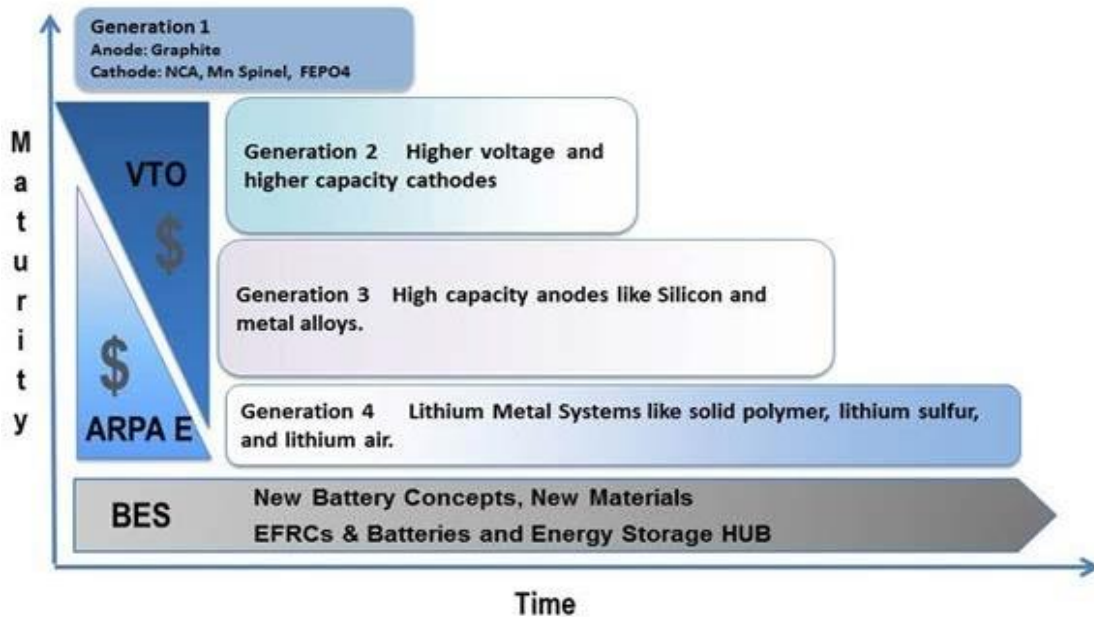 Generation 1
Anode: Graphite
Cathode: NCA, Mn Spinel, FEPO4
Maturity
VTO
$
Generation 2 Higher voltage and
higher capacity cathodes
Generation 3 High capacity anodes like Silicon and
metal alloys.
$
ARPA E
Generation 4 Lithium Metal Systems like solid polymer, lithium sulfur,
and lithium air.
BES
New Battery Concepts, New Materials
EFRCs & Batteries and Energy Storage HUB
Time